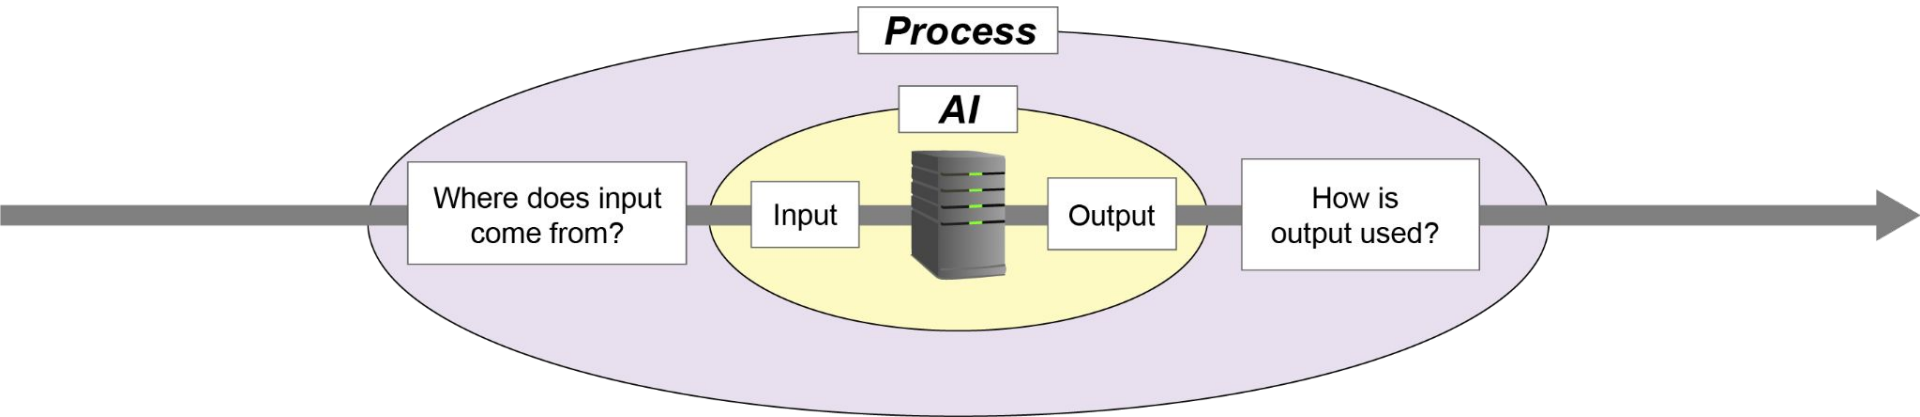 Process
AI
Where does input
come from?
Input
Output
How is
output used?